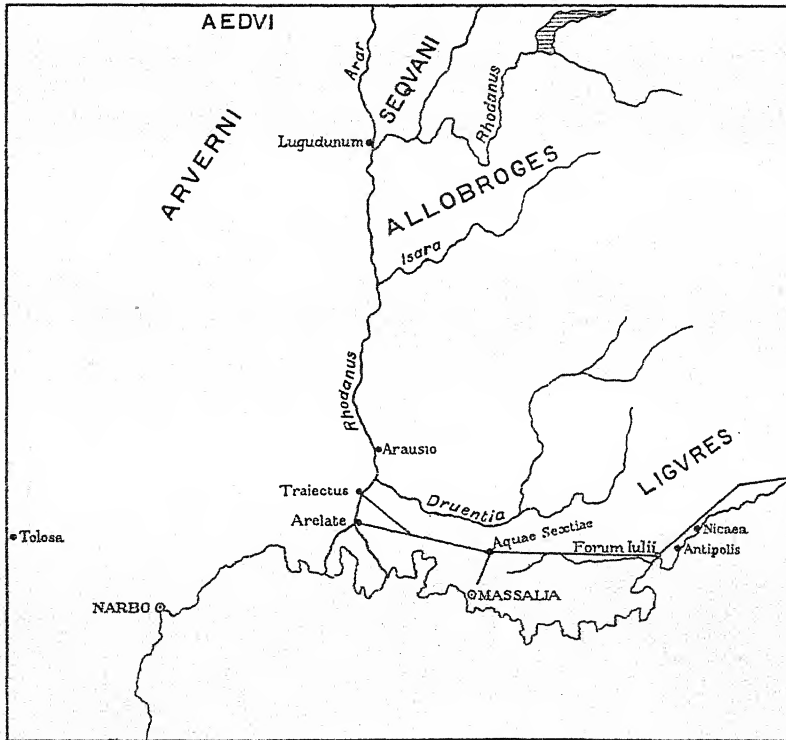 AEDVI
Arar
SEQVANI
Rhodanus
ARVERNI
Lugudunum
ALLOBROGES
Isara
Rhodanus
Arausio
LIGVRES
Traiectus
Druentia
Arelate
Aquae Sextiae
Nicaea
Tolosa
Forum Iulii
Antipolis
NARBO
MASSALIA